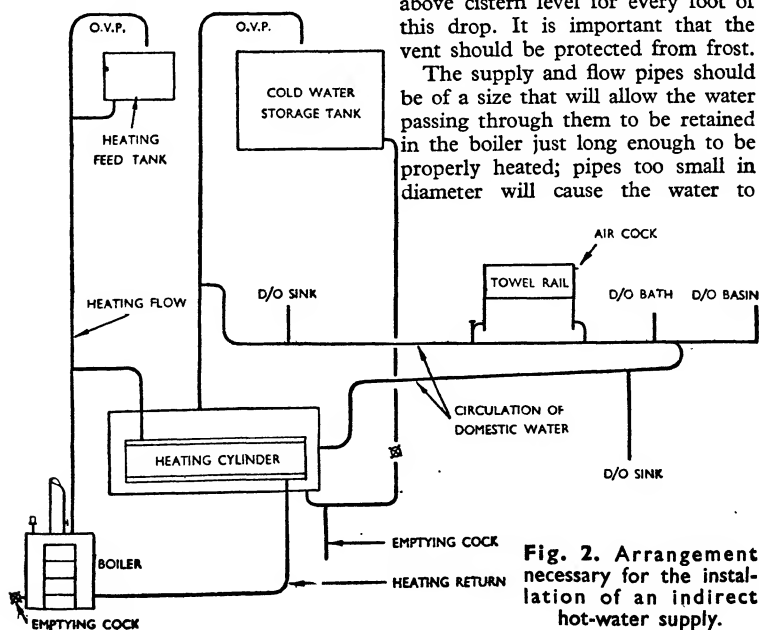 above cistern level for every foot of
this drop. It is important that the
vent should be protected from frost.
The supply and flow pipes should
be of a size that will allow the water
passing through them to be retained
in the boiler just long enough to be
properly heated; pipes too small in
diameter will cause the water to
O.V.P.
O.V.P.
COLD WATER
STORAGE TANK
HEATING
FEED TANK
AIR COCK
TOWEL RAIL
HEATING FLOW
D/O SINK
D/O BATH
D/O BASIN
CIRCULATION OF
DOMESTIC WATER
HEATING CYLINDER
D/O SINK
EMPTYING COCK
BOILER
HEATING RETURN
EMPTYING COCK
Fig. 2. Arrangement
necessary for the instal-
lation of an indirect
hot-water supply.